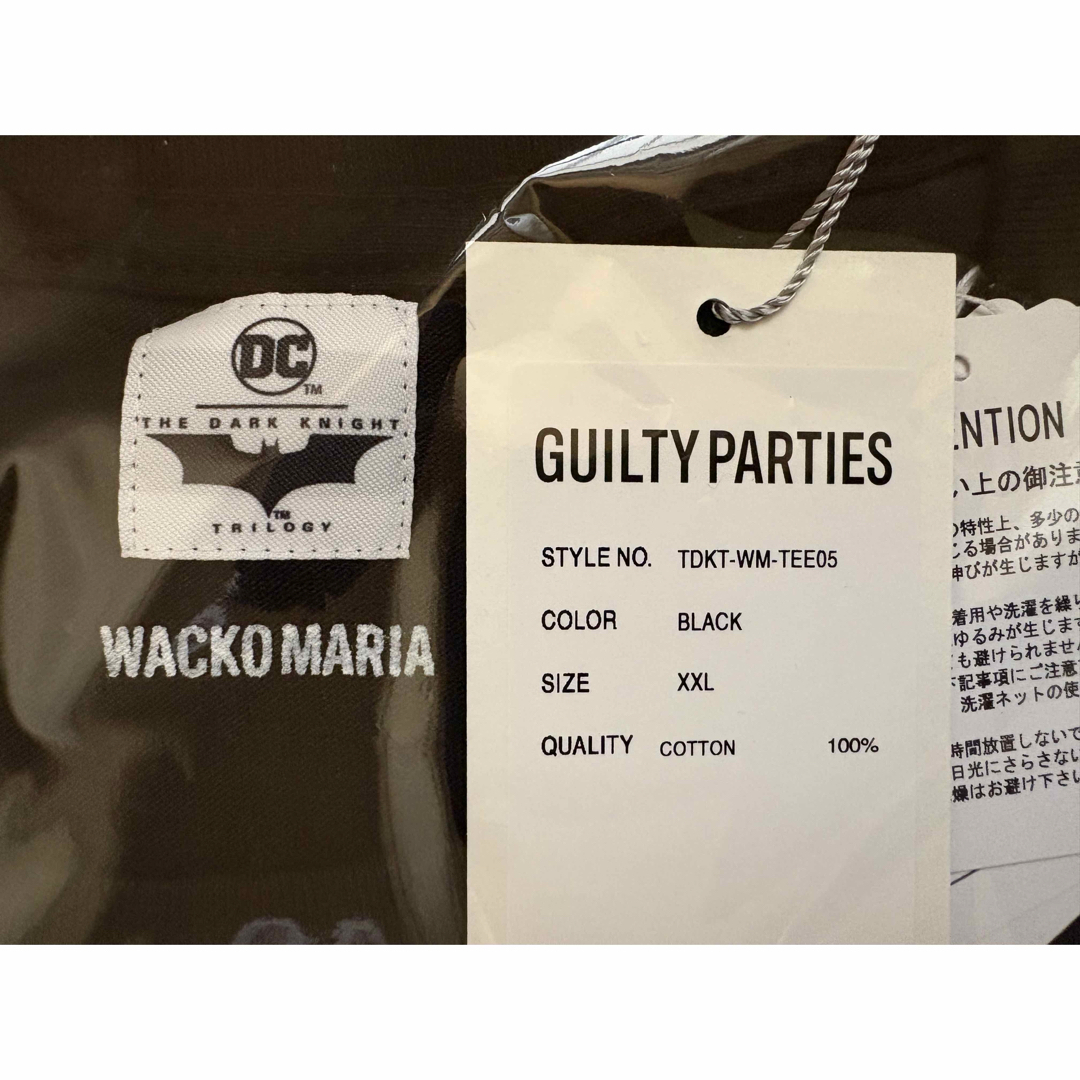 DC
TM
THE DARK KNIGHT
TM
TRILOGY
WACKO MARIA
GUILTY PARTIES
STYLE NO. TDKT-WM-TEE05
COLOR BLACK
SIZE XXL
QUALITY COTTON 100%
ENTION
い上の御注意
特性上、多少の
じる場合がありま
伸びが生じますが
着用や洗濯を繰り
ゆるみが生じます
も避けられません
下記事項にご注意
洗濯ネットの使
時間放置しないで
日光にさらさない
燥はお避け下さい